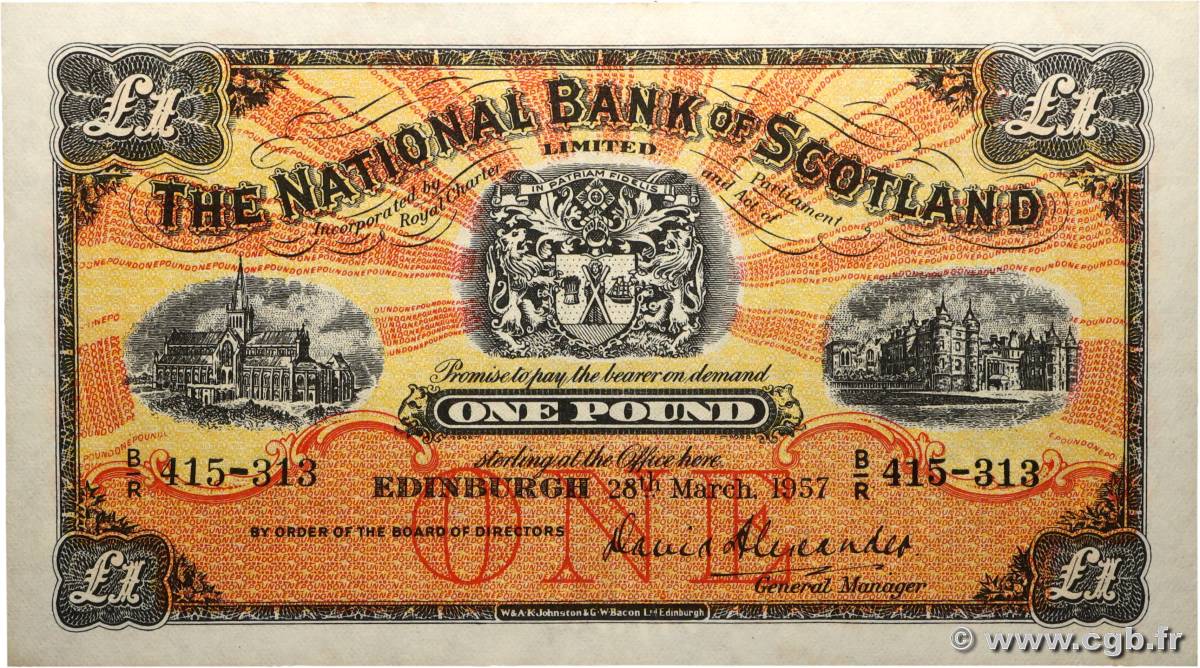 £1 £1
THE NATIONAL BANK OF SCOTLAND
LIMITED
Incorporated by Royal Charter
and Act of Parliament
IN PATRIAM FIDELIS
Promise to pay the bearer on demand
ONE POUND
sterling at the Office here.
B/R 415-313 B/R 415-313
EDINBURGH 28th March, 1957
ONE
BY ORDER OF THE BOARD OF DIRECTORS
David Alexander
General Manager
£1 £1
W. & A. K. Johnston & G. W. Bacon Ltd Edinburgh
© www.cgb.fr